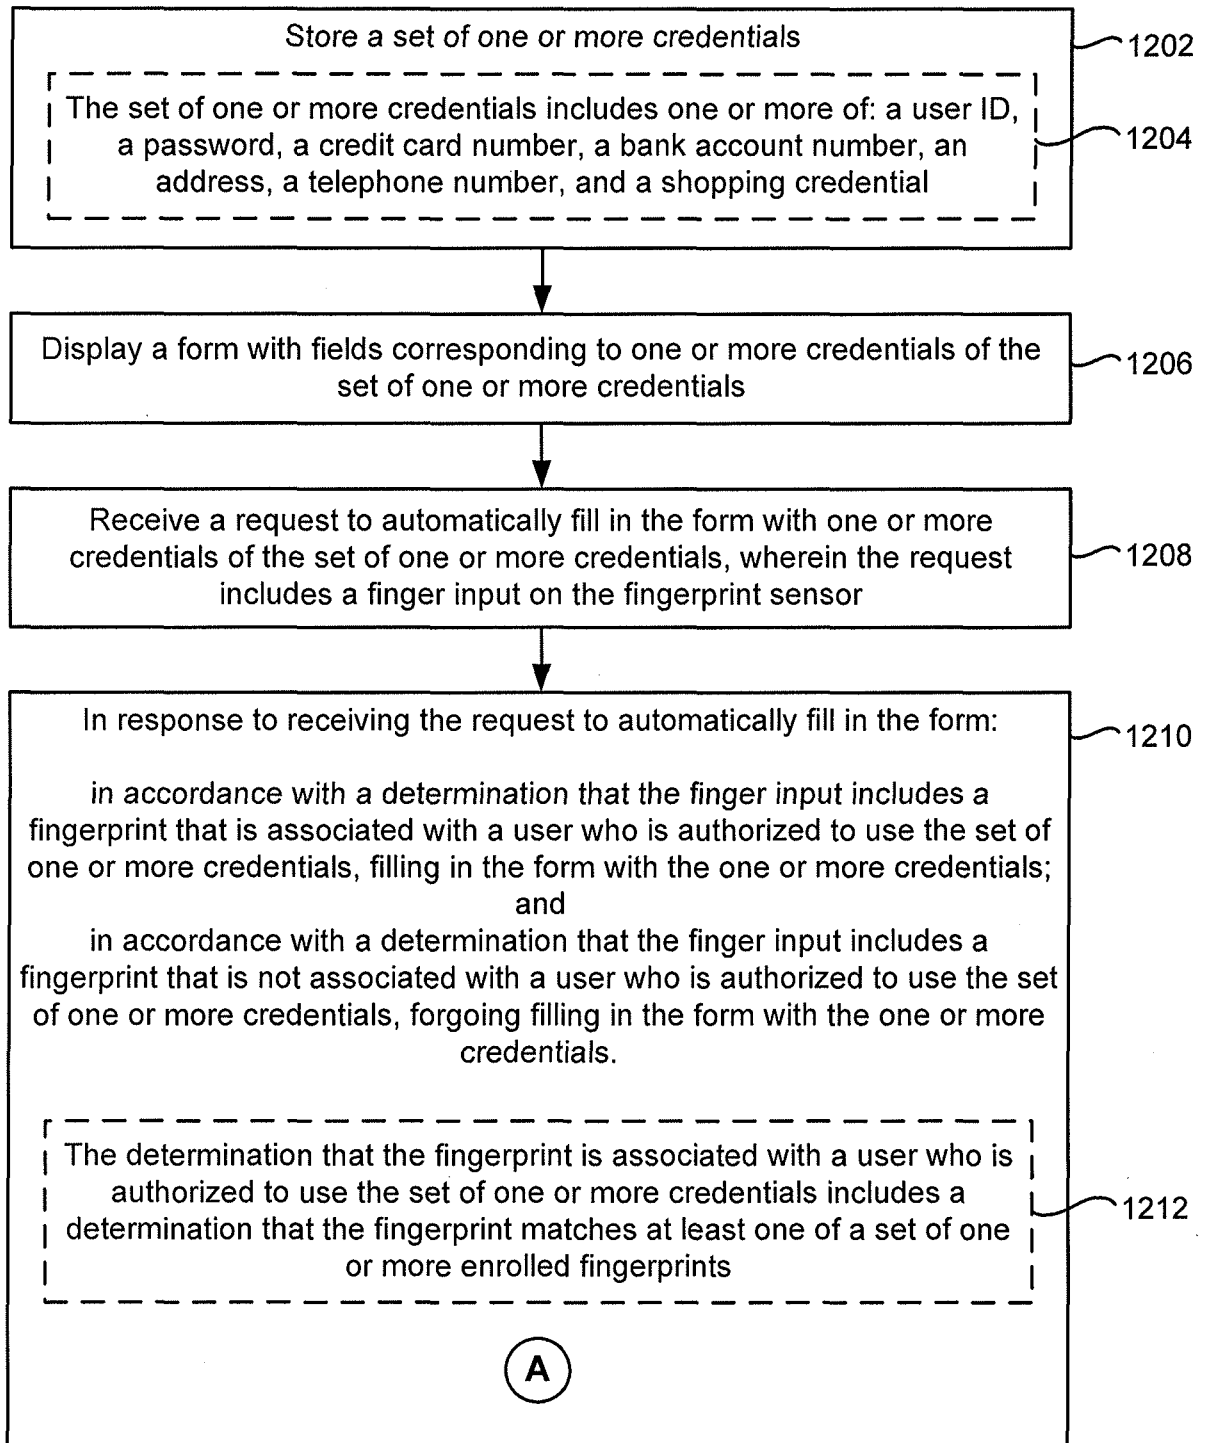 Store a set of one or more credentials
1202
The set of one or more credentials includes one or more of: a user ID,
a password, a credit card number, a bank account number, an
address, a telephone number, and a shopping credential
1204
Display a form with fields corresponding to one or more credentials of the
set of one or more credentials
1206
Receive a request to automatically fill in the form with one or more
credentials of the set of one or more credentials, wherein the request
includes a finger input on the fingerprint sensor
1208
In response to receiving the request to automatically fill in the form:
1210
in accordance with a determination that the finger input includes a
fingerprint that is associated with a user who is authorized to use the set of
one or more credentials, filling in the form with the one or more credentials;
and
in accordance with a determination that the finger input includes a
fingerprint that is not associated with a user who is authorized to use the set
of one or more credentials, forgoing filling in the form with the one or more
credentials.
The determination that the fingerprint is associated with a user who is
authorized to use the set of one or more credentials includes a
determination that the fingerprint matches at least one of a set of one
or more enrolled fingerprints
1212
A